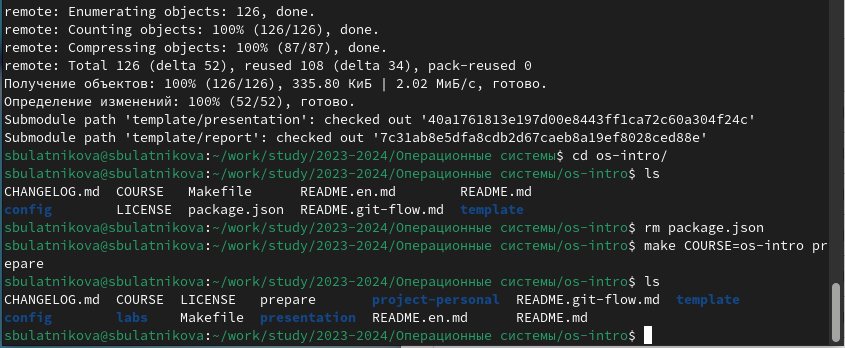 remote: Enumerating objects: 126, done.
remote: Counting objects: 100% (126/126), done.
remote: Compressing objects: 100% (87/87), done.
remote: Total 126 (delta 52), reused 108 (delta 34), pack-reused 0
Получение объектов: 100% (126/126), 335.80 КиБ | 2.02 МиБ/с, готово.
Определение изменений: 100% (52/52), готово.
Submodule path 'template/presentation': checked out '40a1761813e197d00e8443ff1ca72c60a304f24c'
Submodule path 'template/report': checked out '7c31ab8e5dfa8cdb2d67caeb8a19ef8028ced88e'
sbulatnikova@sbulatnikova:~/work/study/2023-2024/Операционные системы$ cd os-intro/
sbulatnikova@sbulatnikova:~/work/study/2023-2024/Операционные системы/os-intro$ ls
CHANGELOG.md  COURSE   Makefile      README.en.md        README.md
config        LICENSE  package.json  README.git-flow.md  template
sbulatnikova@sbulatnikova:~/work/study/2023-2024/Операционные системы/os-intro$ rm package.json
sbulatnikova@sbulatnikova:~/work/study/2023-2024/Операционные системы/os-intro$ make COURSE=os-intro pr
epare
sbulatnikova@sbulatnikova:~/work/study/2023-2024/Операционные системы/os-intro$ ls
CHANGELOG.md  COURSE  LICENSE   prepare       project-personal  README.git-flow.md  template
config        labs    Makefile  presentation  README.en.md      README.md
sbulatnikova@sbulatnikova:~/work/study/2023-2024/Операционные системы/os-intro$